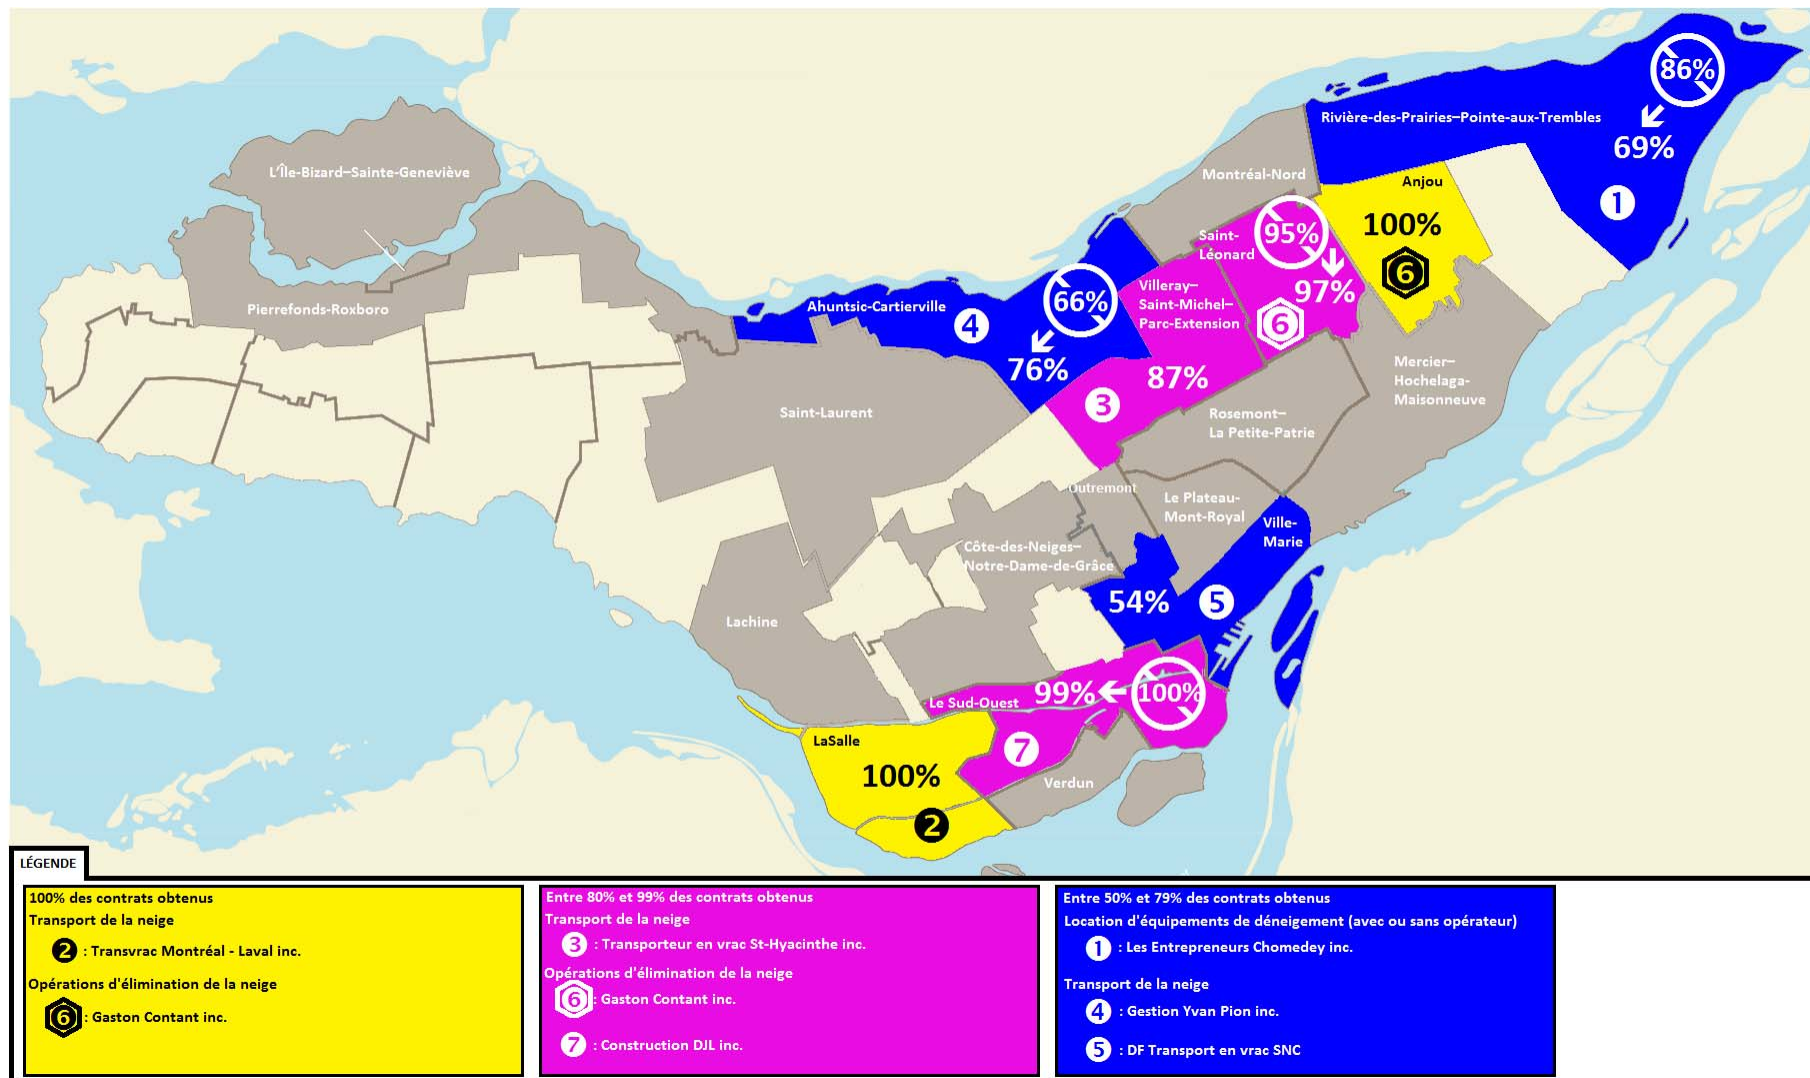 86%
Rivière-des-Prairies–Pointe-aux-Trembles
69%
1
L'Île-Bizard–Sainte-Geneviève
Montréal-Nord
Anjou
100%
6
Saint-
Léonard
95%
97%
6
Villeray–
Saint-Michel–
Parc-Extension
87%
3
Pierrefonds-Roxboro
Ahuntsic-Cartierville
4
66%
76%
Mercier–
Hochelaga-
Maisonneuve
Saint-Laurent
Rosemont–
La Petite-Patrie
Outremont
Le Plateau-
Mont-Royal
Ville-
Marie
Côte-des-Neiges–
Notre-Dame-de-Grâce
54%
5
Lachine
Le Sud-Ouest
99%
100%
7
LaSalle
100%
2
Verdun
LÉGENDE
100% des contrats obtenus
Transport de la neige
2 : Transvrac Montréal - Laval inc.
Opérations d'élimination de la neige
6 : Gaston Contant inc.
Entre 80% et 99% des contrats obtenus
Transport de la neige
3 : Transporteur en vrac St-Hyacinthe inc.
Opérations d'élimination de la neige
6 : Gaston Contant inc.
7 : Construction DJL inc.
Entre 50% et 79% des contrats obtenus
Location d'équipements de déneigement (avec ou sans opérateur)
1 : Les Entrepreneurs Chomedey inc.
Transport de la neige
4 : Gestion Yvan Pion inc.
5 : DF Transport en vrac SNC